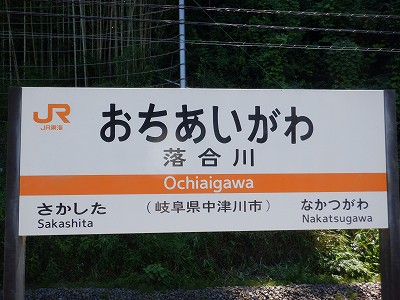 JR
JR東海
おちあいがわ
落合川
Ochiaigawa
さかした
Sakashita
（岐阜県中津川市）
なかつがわ
Nakatsugawa